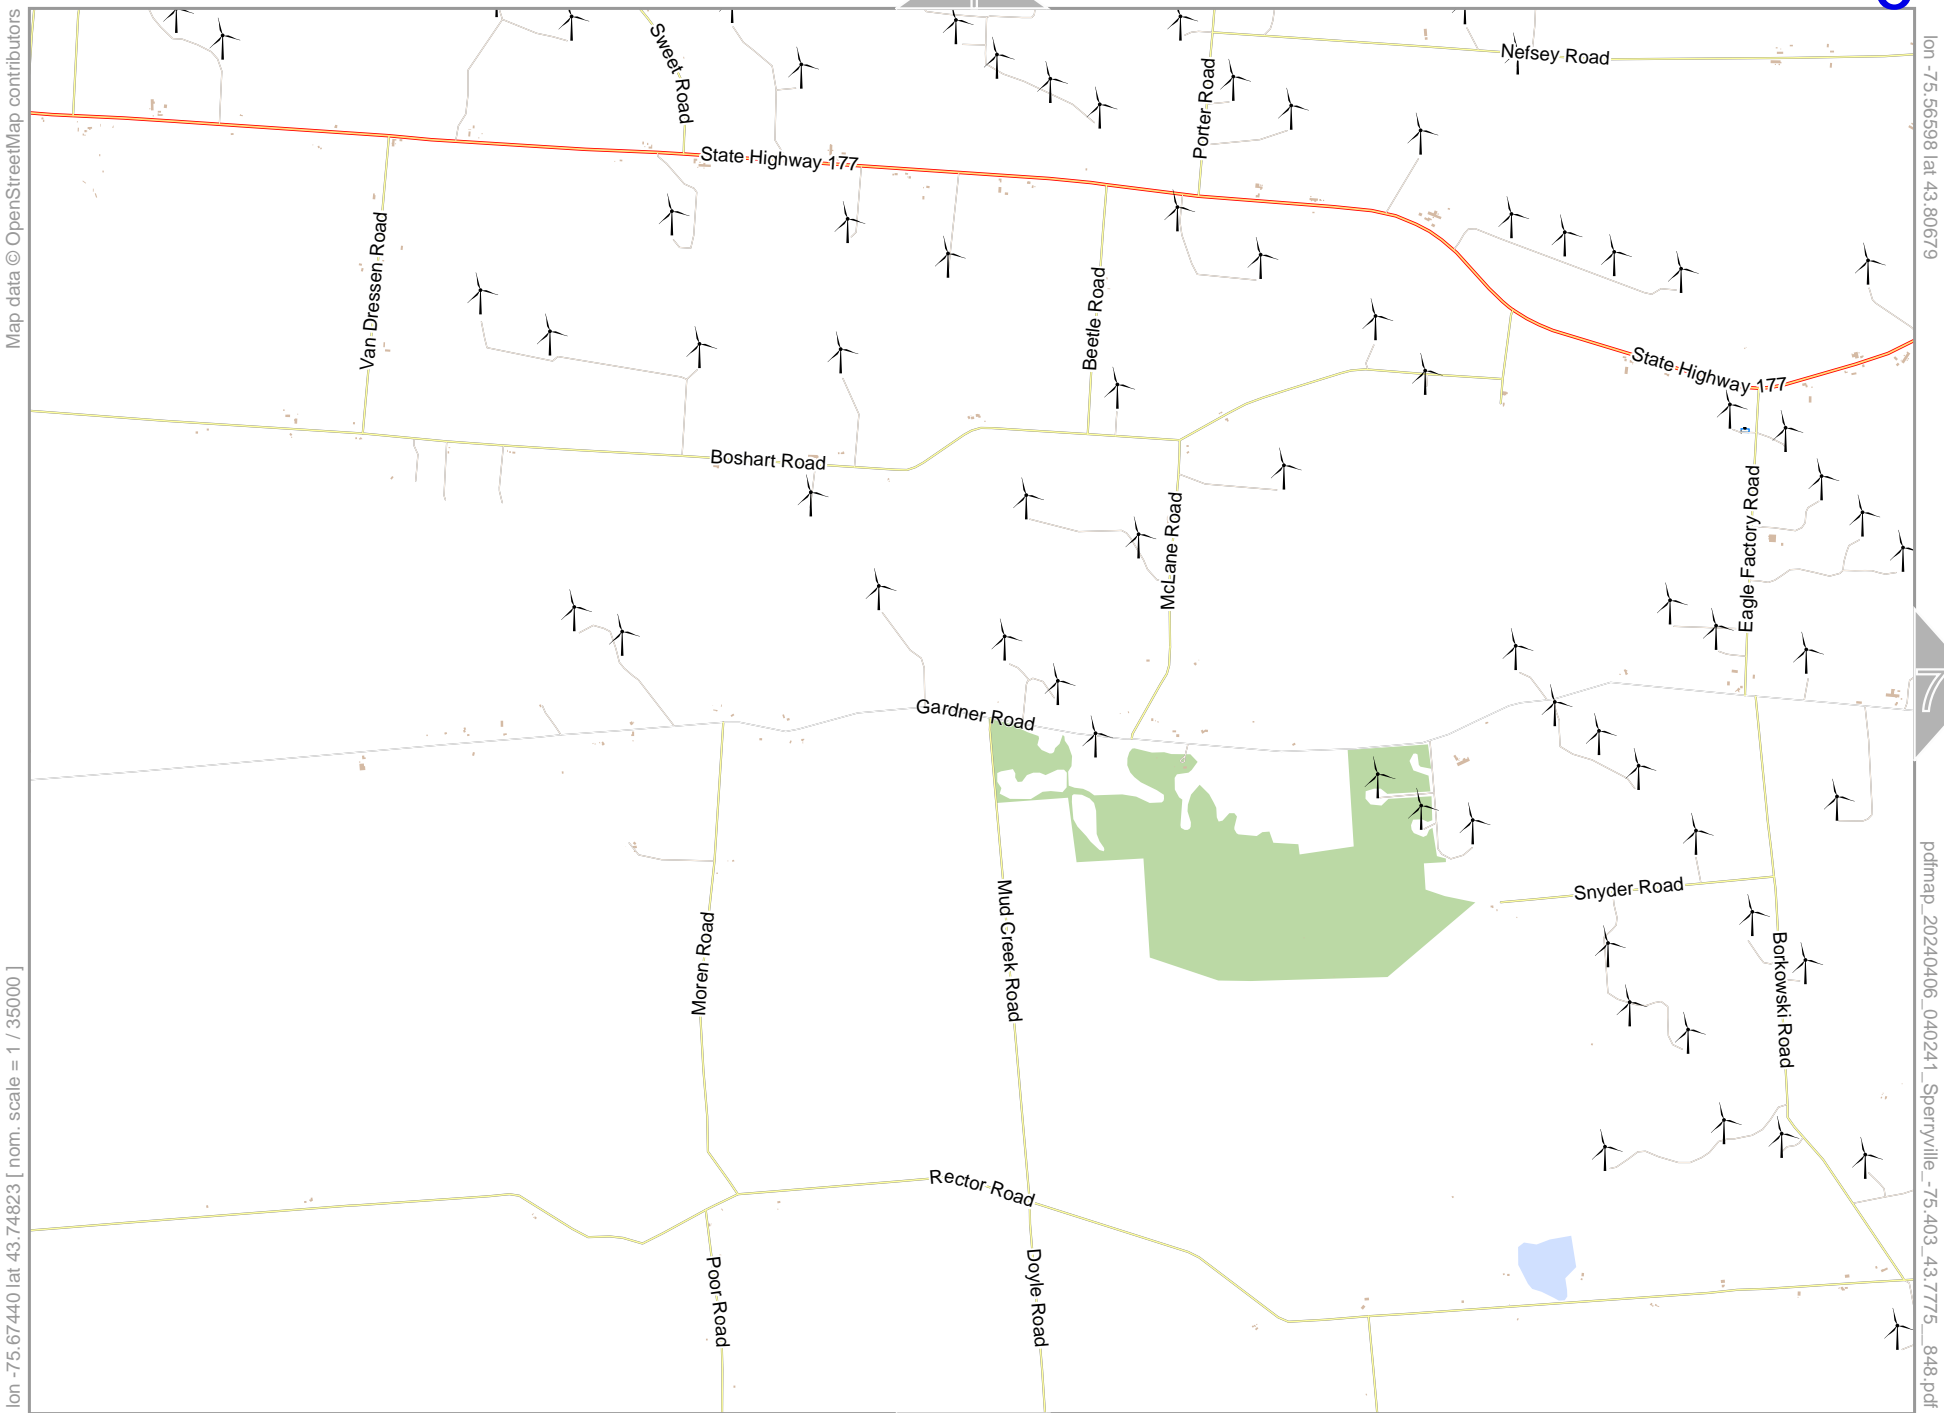 Map data © OpenStreetMap contributors
lon -75.67440 lat 43.74823 [ nom. scale = 1 / 35000 ]
lon -75.56598 lat 43.80679
pdfmap_20240406_040241_Sperryville_-75.403_43.7775__848.pdf
Sweet Road
Nefsey Road
Porter Road
State Highway 177
Van Dressen Road
Beetle Road
State Highway 177
Boshart Road
McLane Road
Eagle Factory Road
7
Gardner Road
Snyder Road
Mud Creek Road
Moren Road
Borkowski Road
Rector Road
Poor Road
Doyle Road